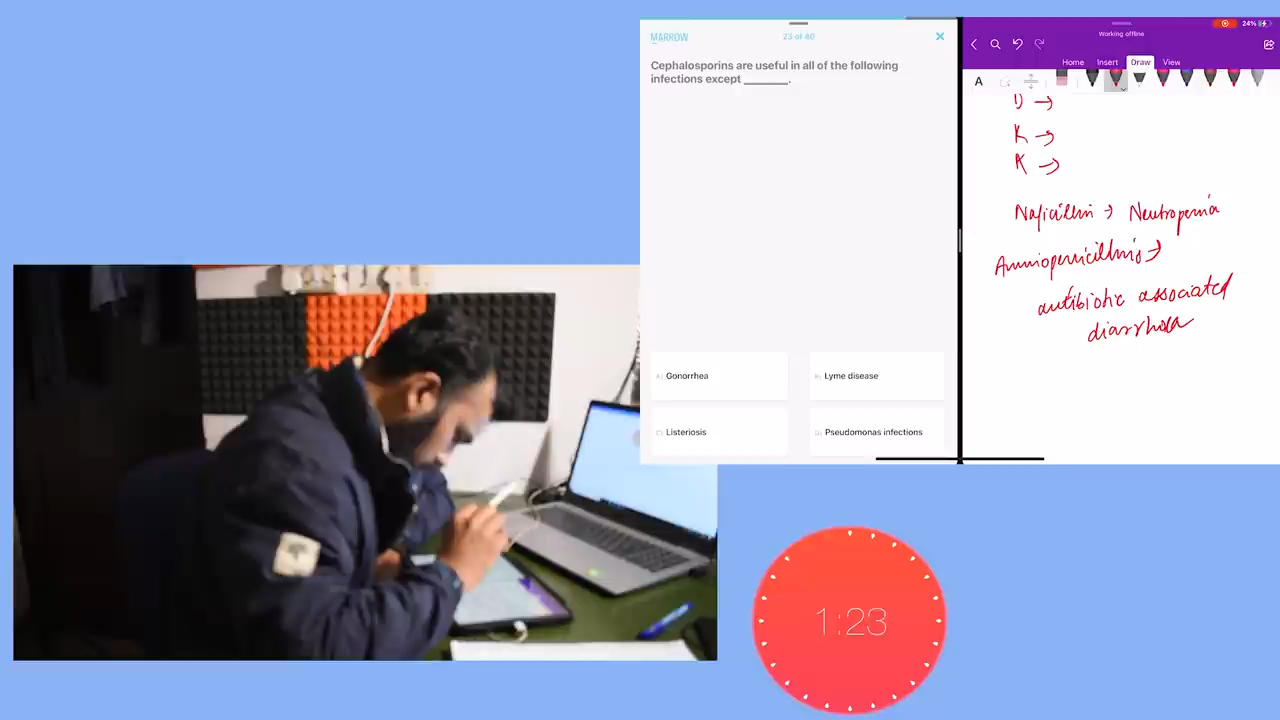 MARROW
23 of 40
Cephalosporins are useful in all of the following
infections except _______.
A) Gonorrhea
B) Lyme disease
C) Listeriosis
D) Pseudomonas infections
24%
Working offline
Home Insert Draw View
A
D →
K →
K →
Nafcillin → Neutropenia
Aminopenicillins →
antibiotic associated
diarrhoea
1:23